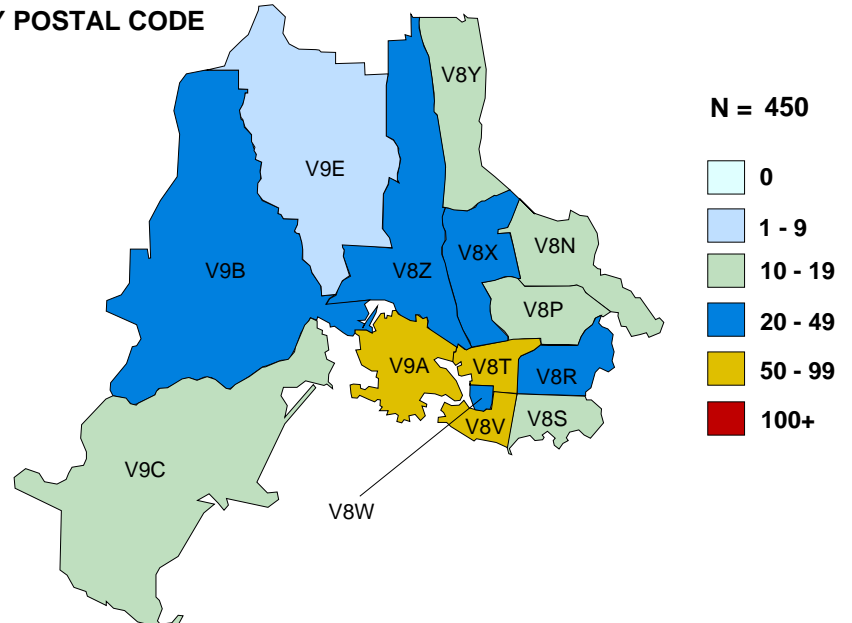 Y POSTAL CODE
V8Y
N = 450
V9E
0
1 - 9
V8N
V8X
V9B
V8Z
10 - 19
V8P
20 - 49
V9A
V8T
V8R
50 - 99
V8S
V8V
100+
V9C
V8W